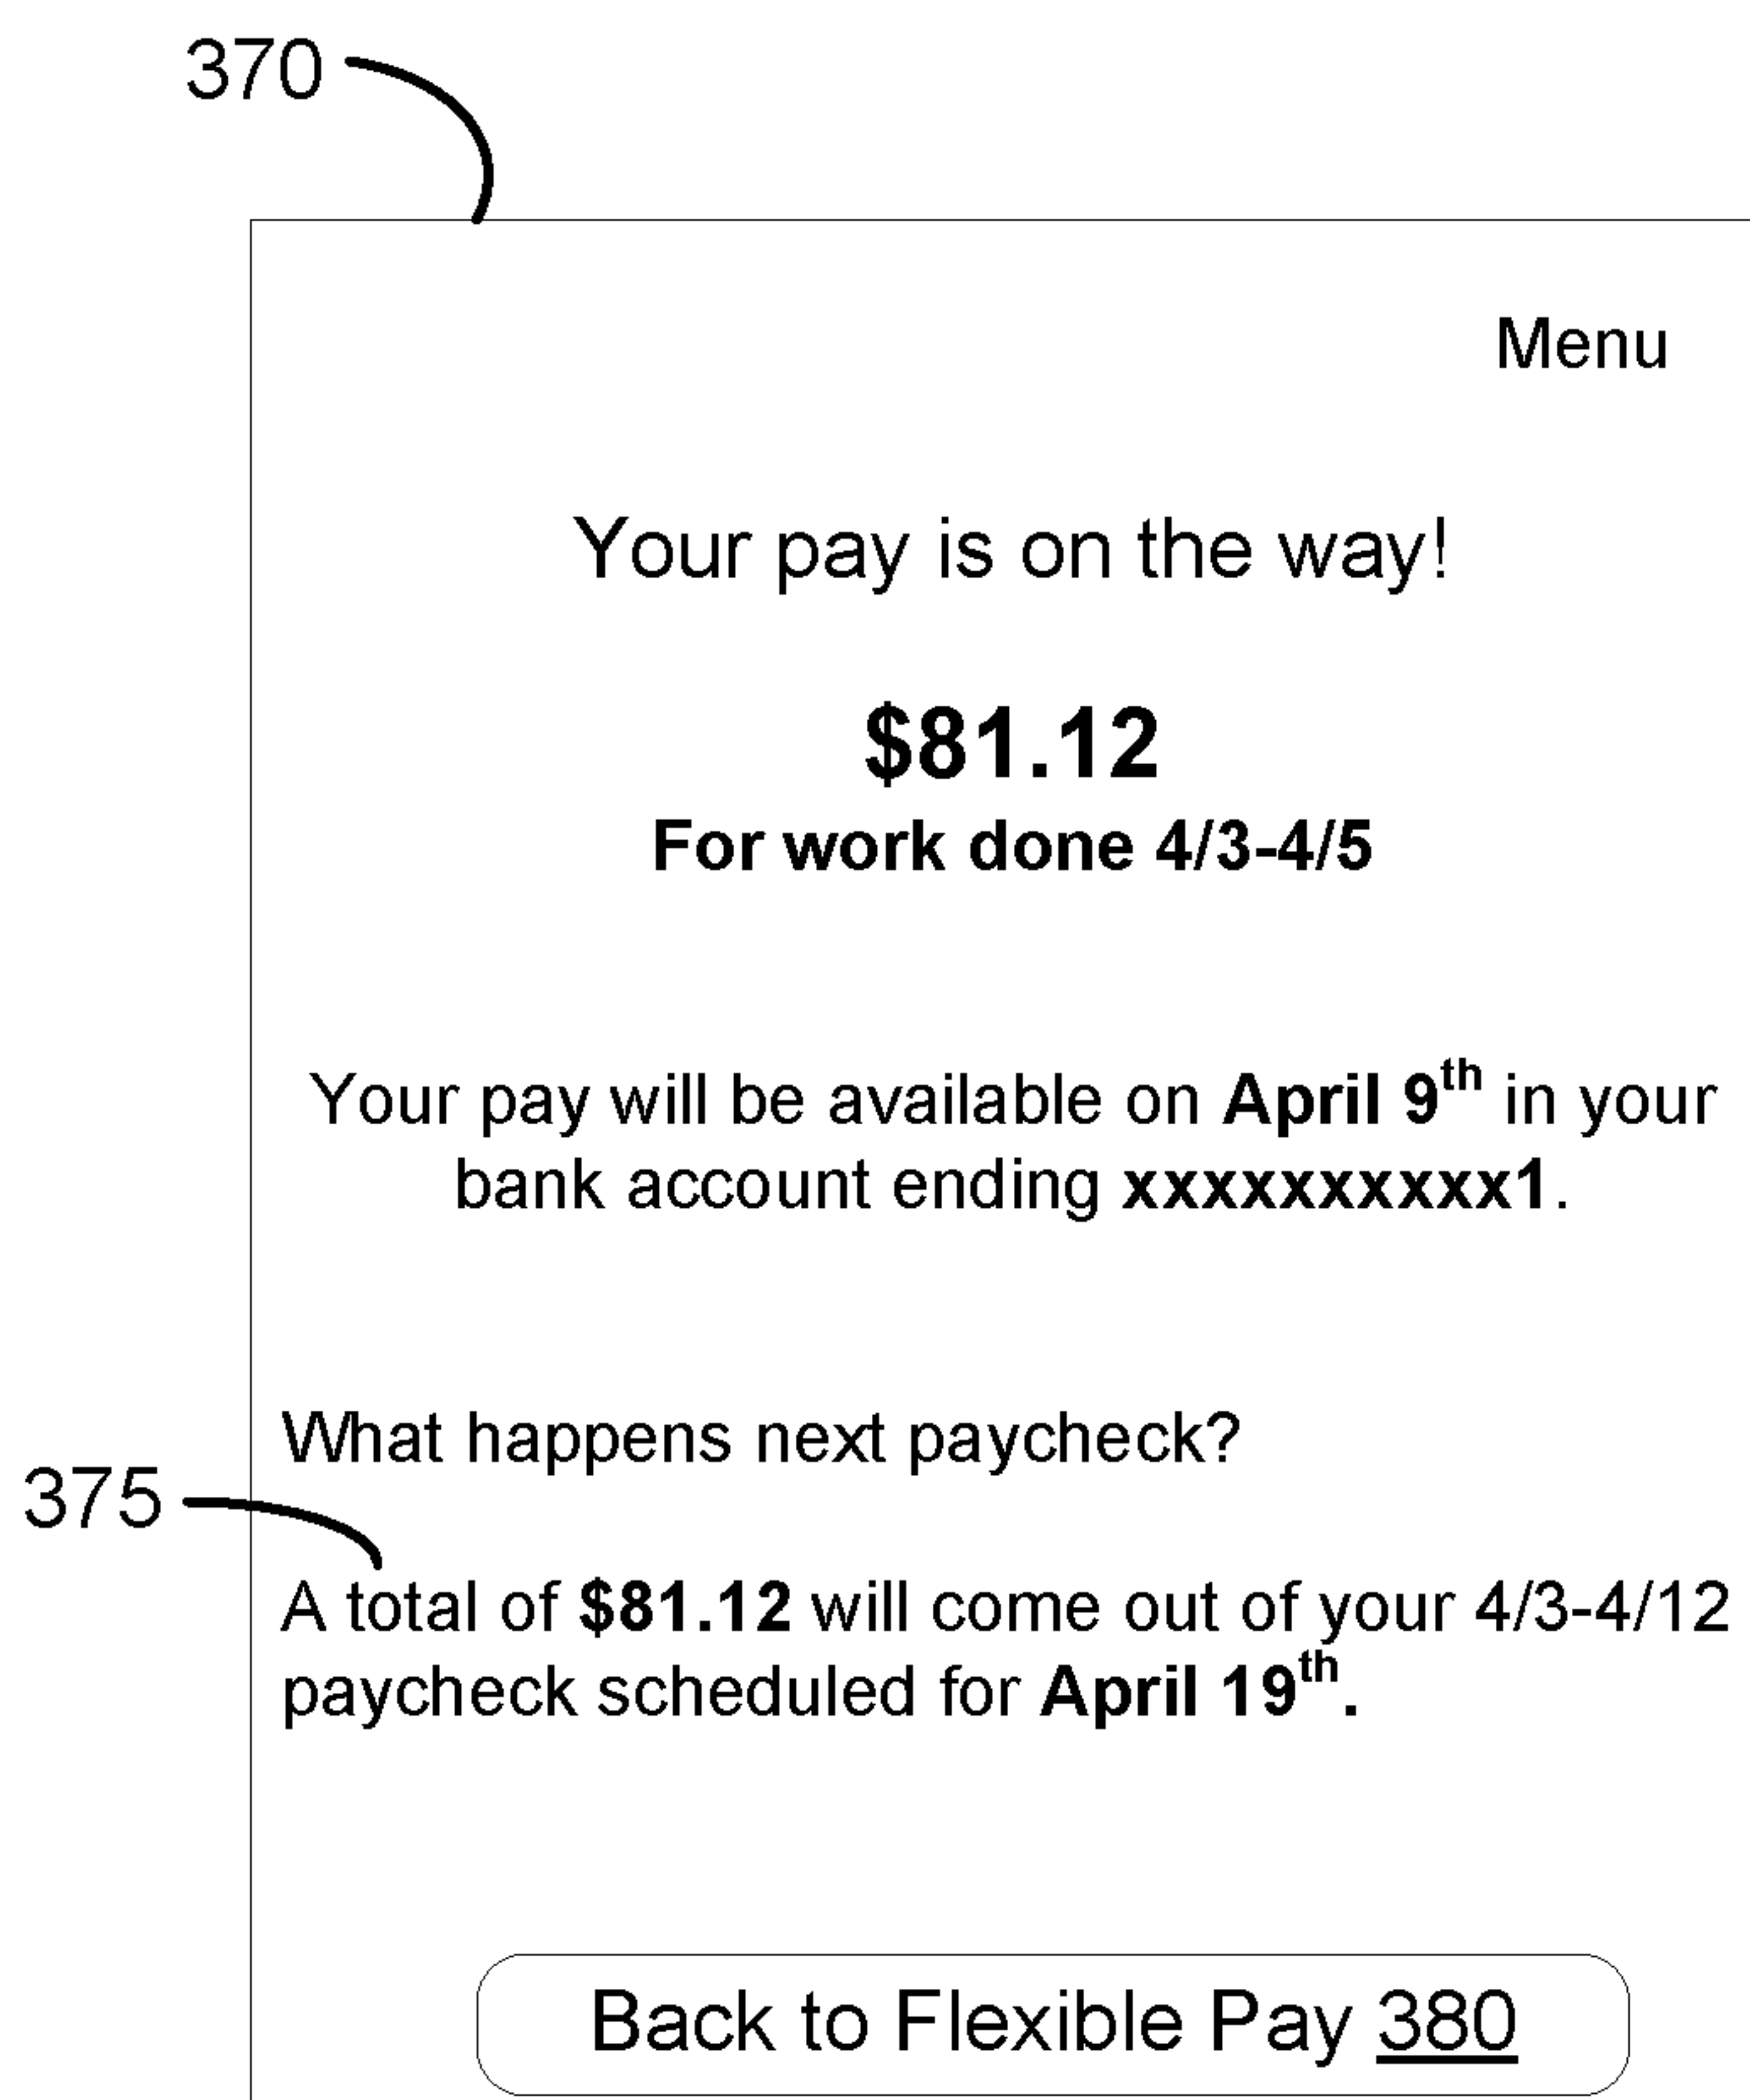 370
Menu
Your pay is on the way!
$81.12
For work done 4/3-4/5
Your pay will be available on April 9th in your
bank account ending xxxxxxxxxx1.
What happens next paycheck?
375
A total of $81.12 will come out of your 4/3-4/12
paycheck scheduled for April 19th.
Back to Flexible Pay 380